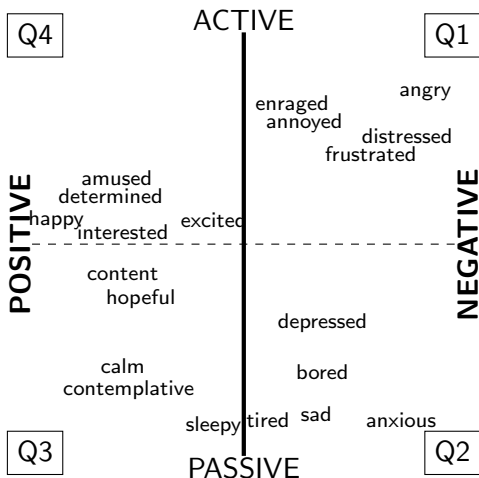 Q4
ACTIVE
Q1
angry
enraged
annoyed
distressed
frustrated
amused
determined
happy
excited
interested
POSITIVE
NEGATIVE
content
hopeful
depressed
calm
bored
contemplative
sleepy
tired
sad
anxious
Q3
PASSIVE
Q2